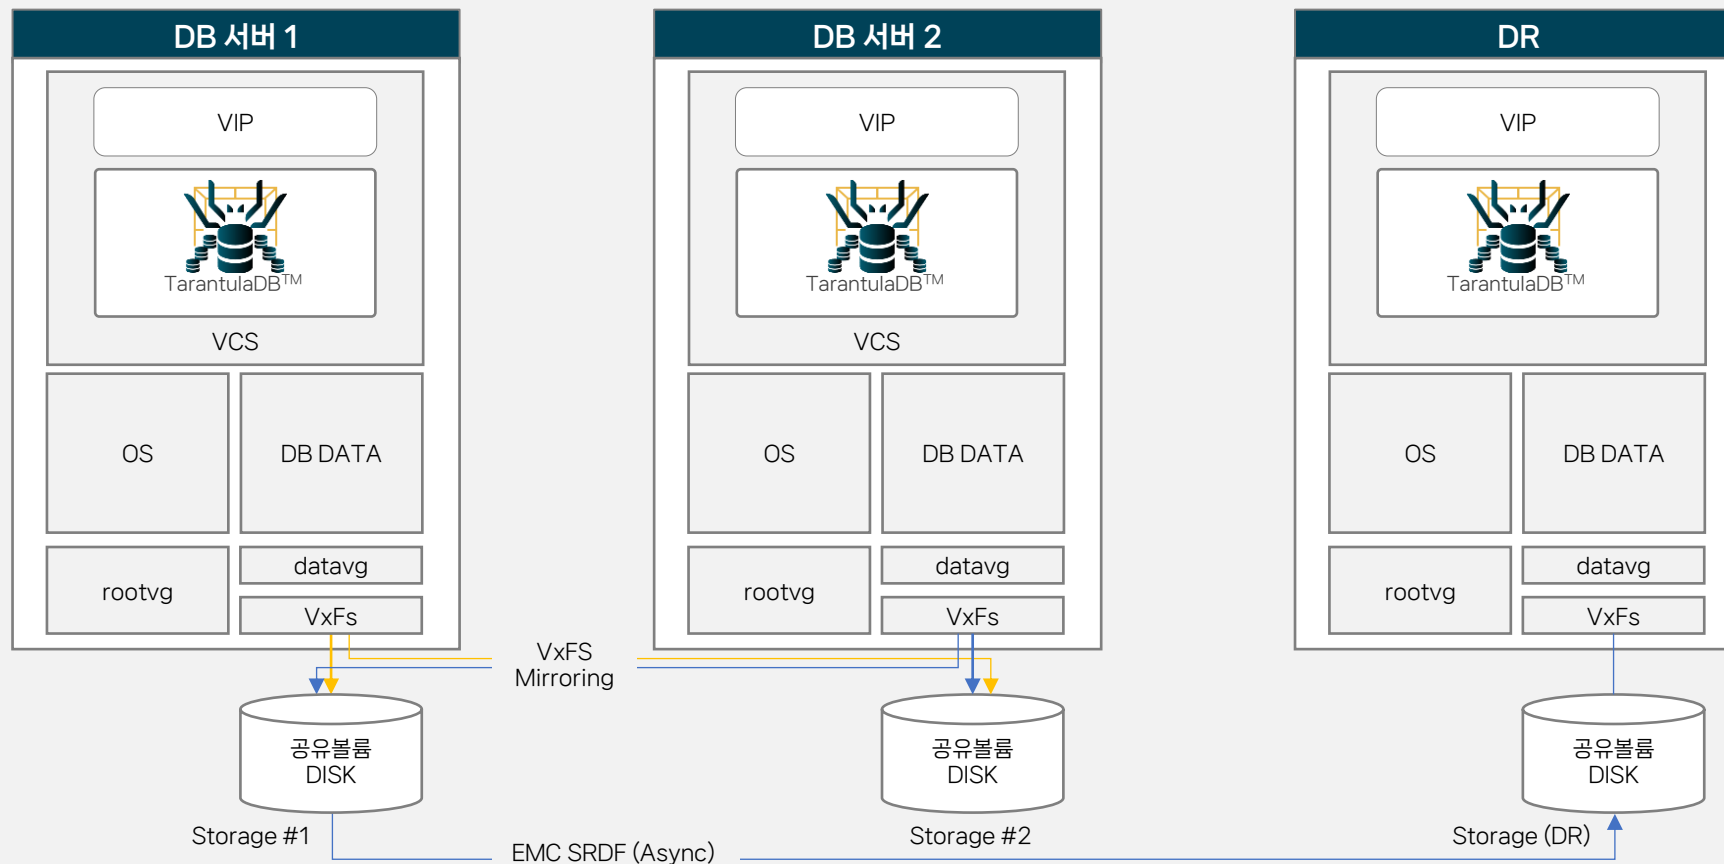 DB 서버 1
VIP
TarantulaDB™
VCS
OS
DB DATA
rootvg
datavg
VxFs
DB 서버 2
VIP
TarantulaDB™
VCS
OS
DB DATA
rootvg
datavg
VxFs
DR
VIP
TarantulaDB™
OS
DB DATA
rootvg
datavg
VxFs
VxFS
Mirroring
공유볼륨
DISK
Storage #1
공유볼륨
DISK
Storage #2
공유볼륨
DISK
Storage (DR)
EMC SRDF (Async)